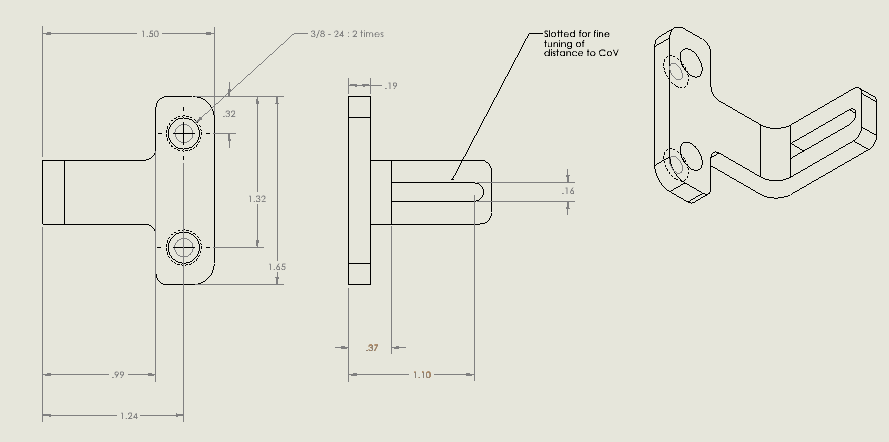 1.50
3/8 - 24 : 2 times
Slotted for fine
tuning of
distance to CoV
.19
.32
1.32
.16
1.65
.37
.99
1.10
1.24